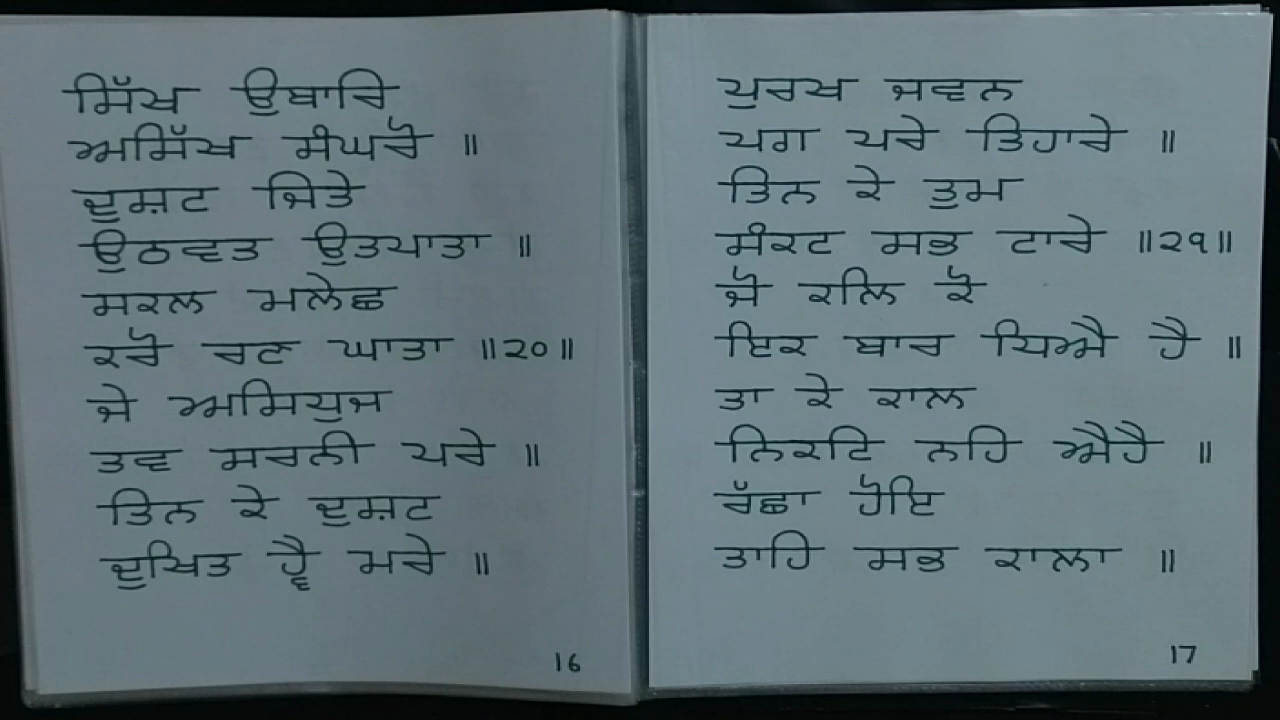 ਸਿੱਖ ਉਬਾਰਿ
ਅਸਿੱਖ ਸੰਘਰੋ ॥
ਦੁਸ਼ਟ ਜਿਤੇ
ਉਠਵਤ ਉਤਪਾਤਾ ॥
ਸਕਲ ਮਲੇਛ
ਕਰੋ ਰਣ ਘਾਤਾ ॥੨੦॥
ਜੇ ਅਸਿਧੁਜ
ਤਵ ਸਰਨੀ ਪਰੇ ॥
ਤਿਨ ਕੇ ਦੁਸ਼ਟ
ਦੁਖਿਤ ਹ੍ਵੈ ਮਰੇ ॥
16
ਪੁਰਖ ਜਵਨ
ਪਗ ਪਰੇ ਤਿਹਾਰੇ ॥
ਤਿਨ ਕੇ ਤੁਮ
ਸੰਕਟ ਸਭ ਟਾਰੇ ॥੨੧॥
ਜੋ ਕਲਿ ਕੋ
ਇਕ ਬਾਰ ਧਿਐ ਹੈ ॥
ਤਾ ਕੇ ਕਾਲ
ਨਿਕਟਿ ਨਹਿ ਐਹੈ ॥
ਰੱਛਾ ਹੋਇ
ਤਾਹਿ ਸਭ ਕਾਲਾ ॥
17